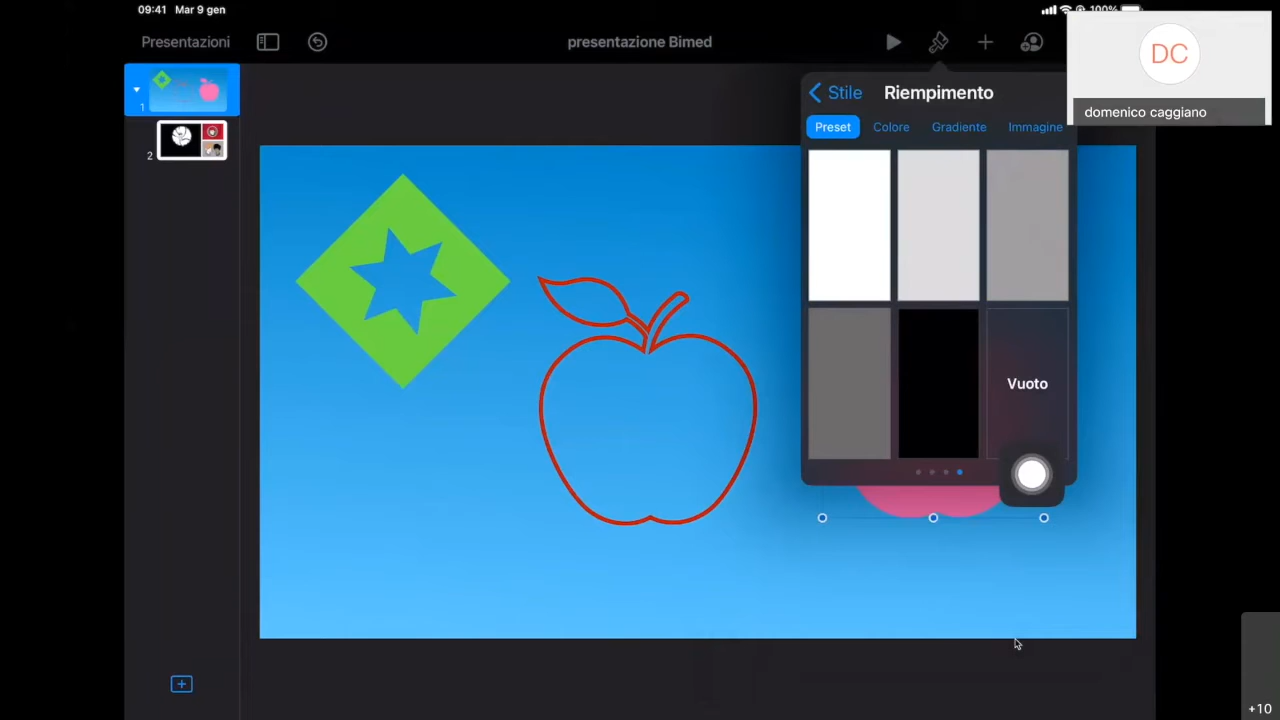 09:41 Mar 9 gen
100%
Presentazioni
presentazione Bimed
DC
domenico caggiano
Stile
Riempimento
Preset
Colore
Gradiente
Immagine
1
2
Vuoto
+10